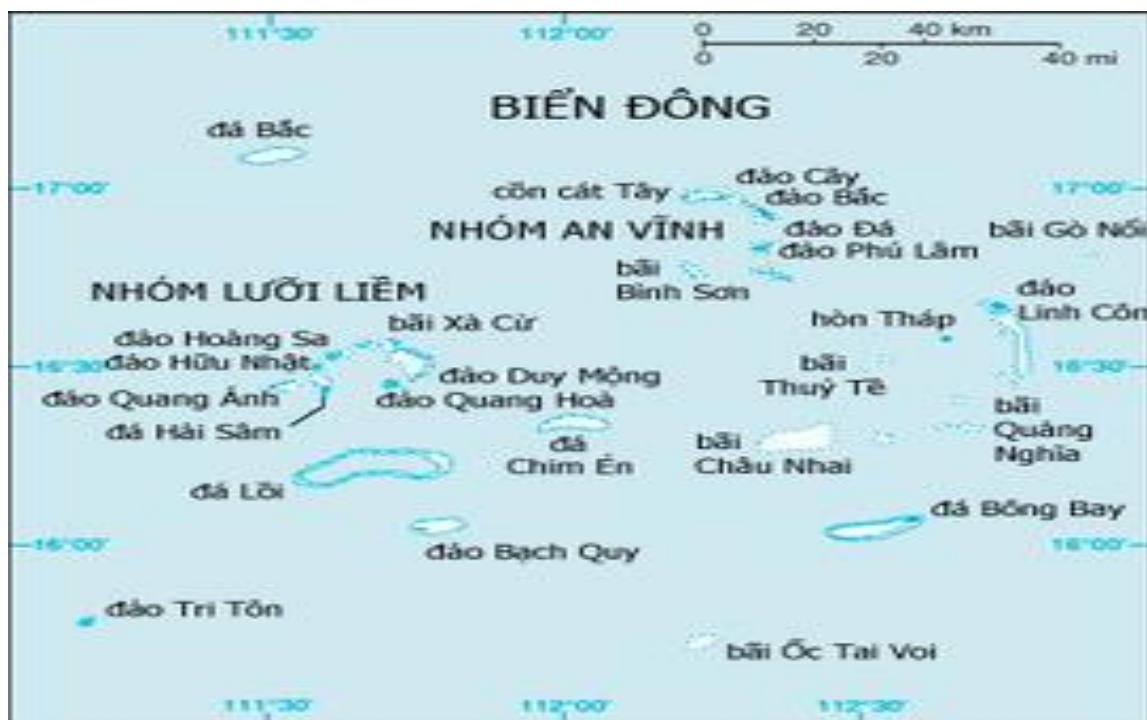 111°30' 112°00' 0 20 40 km
0 20 40 mi
BIỂN ĐÔNG
đá Bắc
17°00' 17°00'
đảo Cây
cồn cát Tây
đảo Bắc
NHÓM AN VĨNH
đảo Đá
bãi Gò Nổi
đảo Phú Lâm
bãi
Bình Sơn
NHÓM LƯỠI LIỀM
đảo
Linh Côn
bãi Xà Cừ
hòn Tháp
đảo Hoàng Sa
đảo Hữu Nhật
16°30' 16°30'
đảo Duy Mộng
bãi
Thuỷ Tề
đảo Quang Ảnh
đảo Quang Hoà
đá Hải Sâm
bãi
Quảng
Nghĩa
đá
Chim Én
bãi
Châu Nhai
đá Lồi
đá Bông Bay
16°00' 16°00'
đảo Bạch Quy
đảo Tri Tôn
bãi Ốc Tai Voi
111°30' 112°00' 112°30'